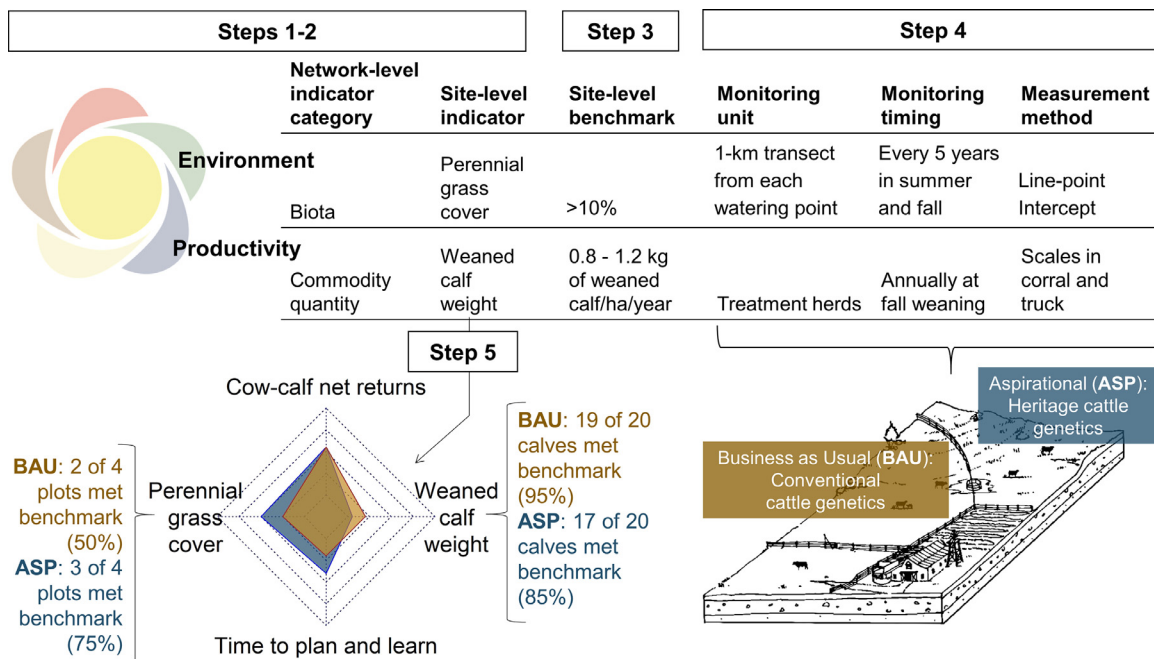 Steps 1-2
Step 3
Step 4
Network-level
indicator
category
Site-level
indicator
Site-level
benchmark
Monitoring
unit
Monitoring
timing
Measurement
method
Environment
Biota
Perennial
grass
cover
>10%
1-km transect
from each
watering point
Every 5 years
in summer
and fall
Line-point
Intercept
Productivity
Commodity
quantity
Weaned
calf
weight
0.8 - 1.2 kg
of weaned
calf/ha/year
Treatment herds
Annually at
fall weaning
Scales in
corral and
truck
Step 5
Cow-calf net returns
BAU: 2 of 4
plots met
benchmark
(50%)
ASP: 3 of 4
plots met
benchmark
(75%)
Perennial
grass
cover
Weaned
calf
weight
Time to plan and learn
BAU: 19 of 20
calves met
benchmark
(95%)
ASP: 17 of 20
calves met
benchmark
(85%)
Business as Usual (BAU):
Conventional
cattle genetics
Aspirational (ASP):
Heritage cattle
genetics